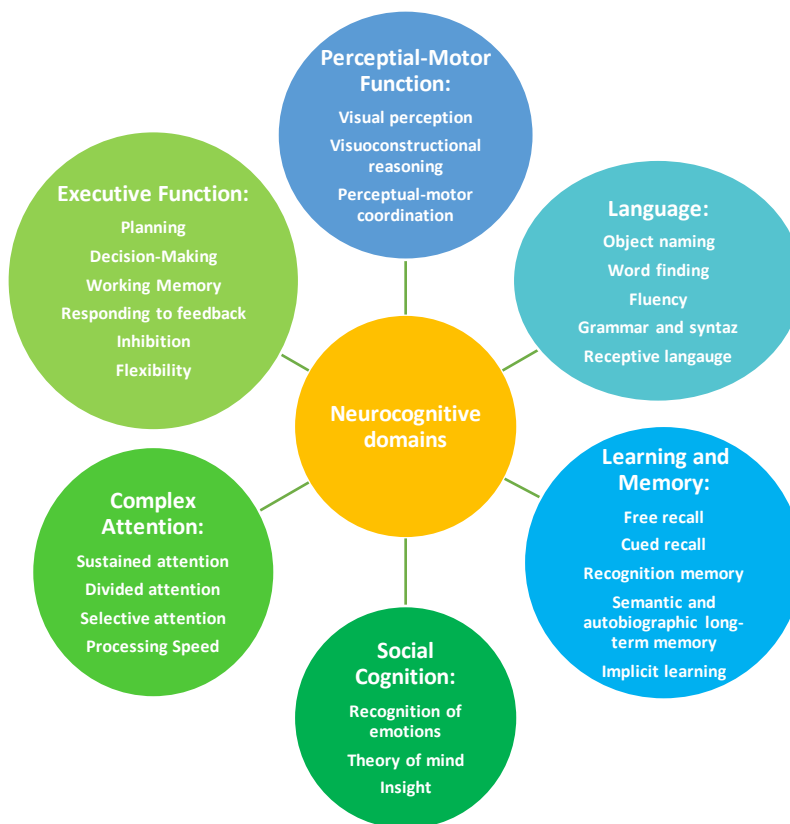 Perceptial-Motor
Function:
Visual perception
Visuoconstructional
reasoning
Perceptual-motor
coordination
Executive Function:
Planning
Decision-Making
Working Memory
Responding to feedback
Inhibition
Flexibility
Language:
Object naming
Word finding
Fluency
Grammar and syntaz
Receptive langauge
Neurocognitive
domains
Complex
Attention:
Sustained attention
Divided attention
Selective attention
Processing Speed
Learning and
Memory:
Free recall
Cued recall
Recognition memory
Semantic and
autobiographic long-
term memory
Implicit learning
Social
Cognition:
Recognition of
emotions
Theory of mind
Insight